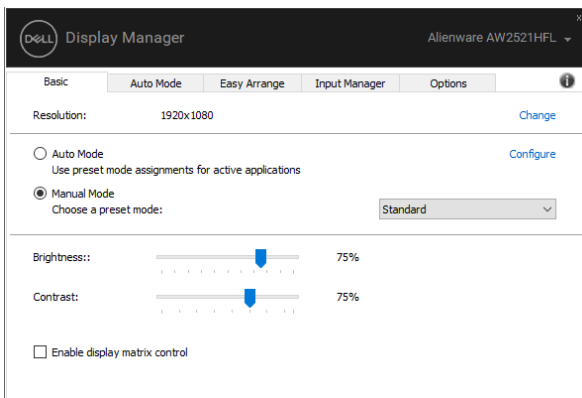 DELL Display Manager
Alienware AW2521HFL
Basic Auto Mode Easy Arrange Input Manager Options
Resolution: 1920x1080 Change
Auto Mode Configure
Use preset mode assignments for active applications
Manual Mode
Choose a preset mode: Standard
Brightness:: 75%
Contrast: 75%
Enable display matrix control